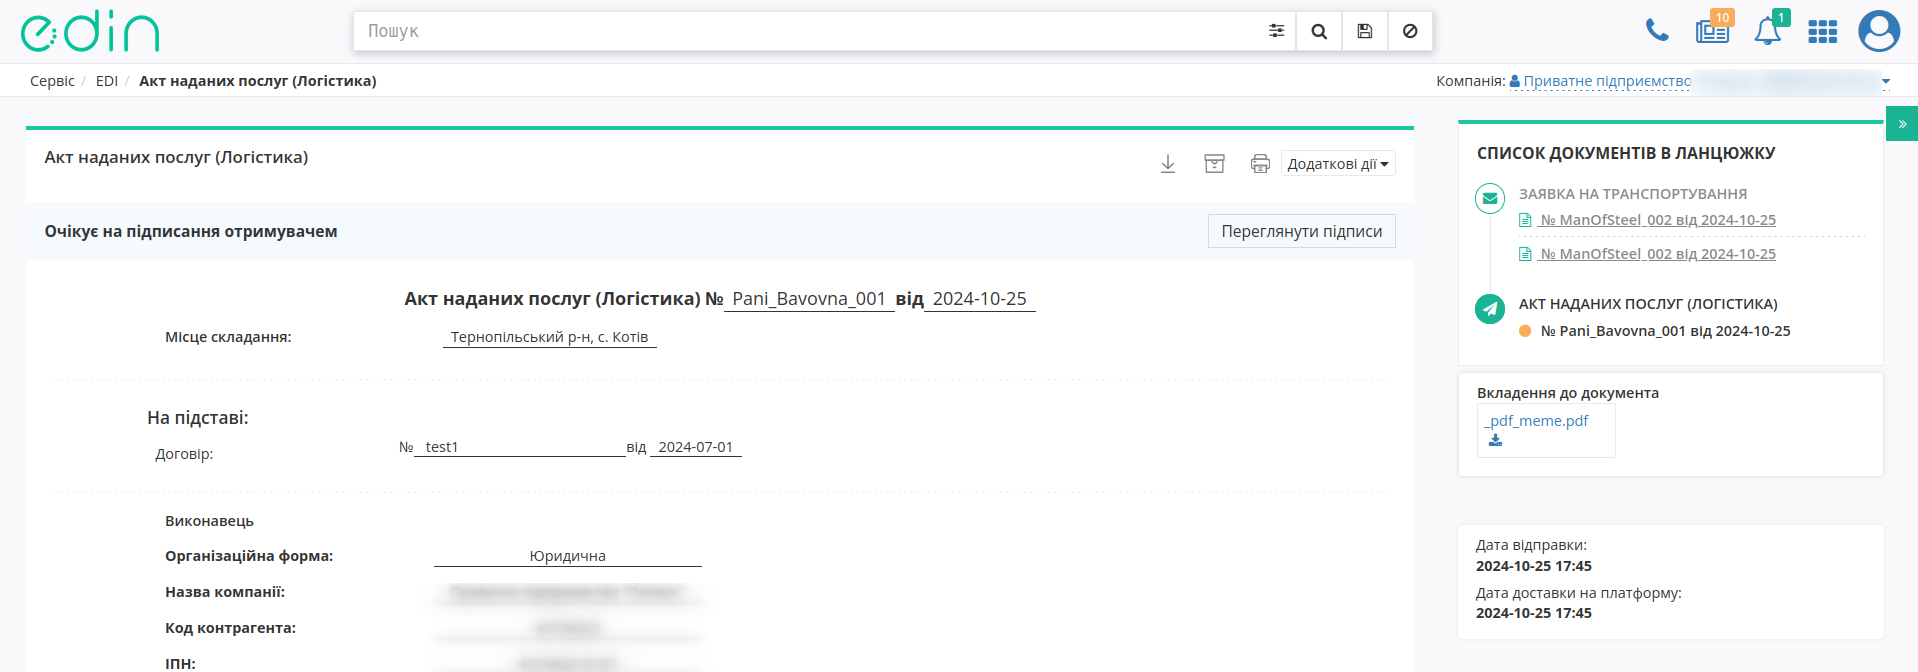 edin
Пошук
10
1
Сервіс / EDI / Акт наданих послуг (Логістика)
Компанія: Приватне підприємство
Акт наданих послуг (Логістика)
Додаткові дії
Очікує на підписання отримувачем
Переглянути підписи
Акт наданих послуг (Логістика) № Pani_Bavovna_001 від 2024-10-25
Місце складання: Тернопільський р-н, с. Котів
На підставі:
Договір: № test1 від 2024-07-01
Виконавець
Організаційна форма: Юридична
Назва компанії:
Код контрагента:
ІПН:
»
СПИСОК ДОКУМЕНТІВ В ЛАНЦЮЖКУ
ЗАЯВКА НА ТРАНСПОРТУВАННЯ
№ ManOfSteel_002 від 2024-10-25
№ ManOfSteel_002 від 2024-10-25
АКТ НАДАНИХ ПОСЛУГ (ЛОГІСТИКА)
№ Pani_Bavovna_001 від 2024-10-25
Вкладення до документа
_pdf_meme.pdf
Дата відправки:
2024-10-25 17:45
Дата доставки на платформу:
2024-10-25 17:45